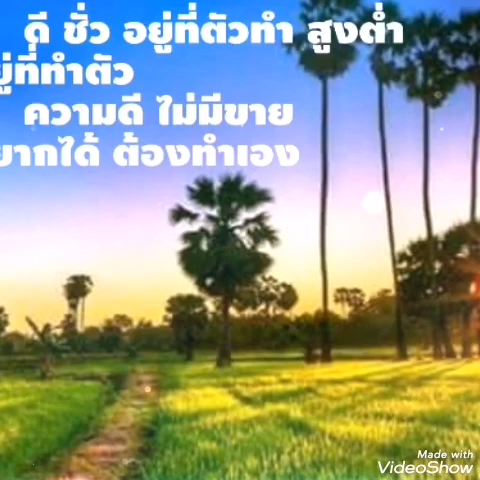 ดี ชั่ว อยู่ที่ตัวทำ สูงต่ำ
ยู่ที่ทำตัว
ความดี ไม่มีขาย
ยากได้ ต้องทำเอง
Made with
VideoShow